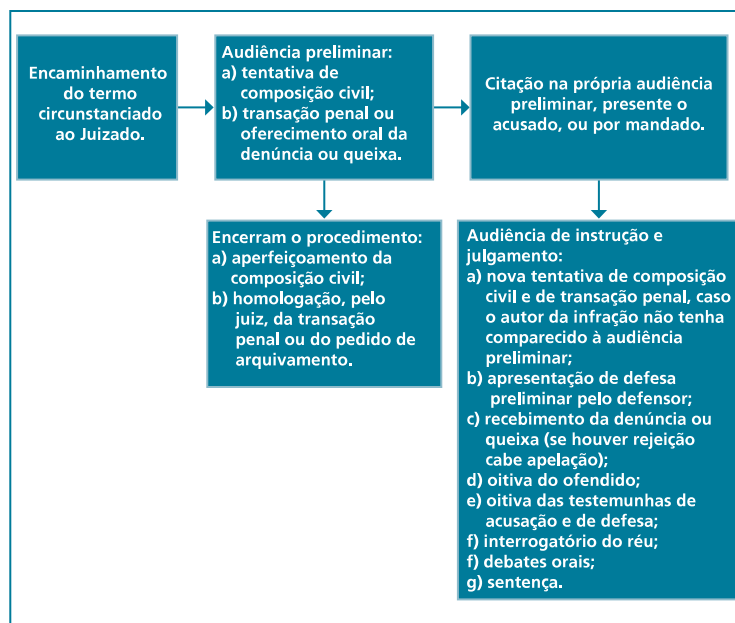 Encaminhamento
do termo
circunstanciado
ao Juizado.
Audiência preliminar:
a) tentativa de
composição civil;
b) transação penal ou
oferecimento oral da
denúncia ou queixa.
Citação na própria audiência
preliminar, presente o
acusado, ou por mandado.
Encerram o procedimento:
a) aperfeiçoamento da
composição civil;
b) homologação, pelo
juiz, da transação
penal ou do pedido de
arquivamento.
Audiência de instrução e
julgamento:
a) nova tentativa de composição
civil e de transação penal, caso
o autor da infração não tenha
comparecido à audiência
preliminar;
b) apresentação de defesa
preliminar pelo defensor;
c) recebimento da denúncia ou
queixa (se houver rejeição
cabe apelação);
d) oitiva do ofendido;
e) oitiva das testemunhas de
acusação e de defesa;
f) interrogatório do réu;
f) debates orais;
g) sentença.